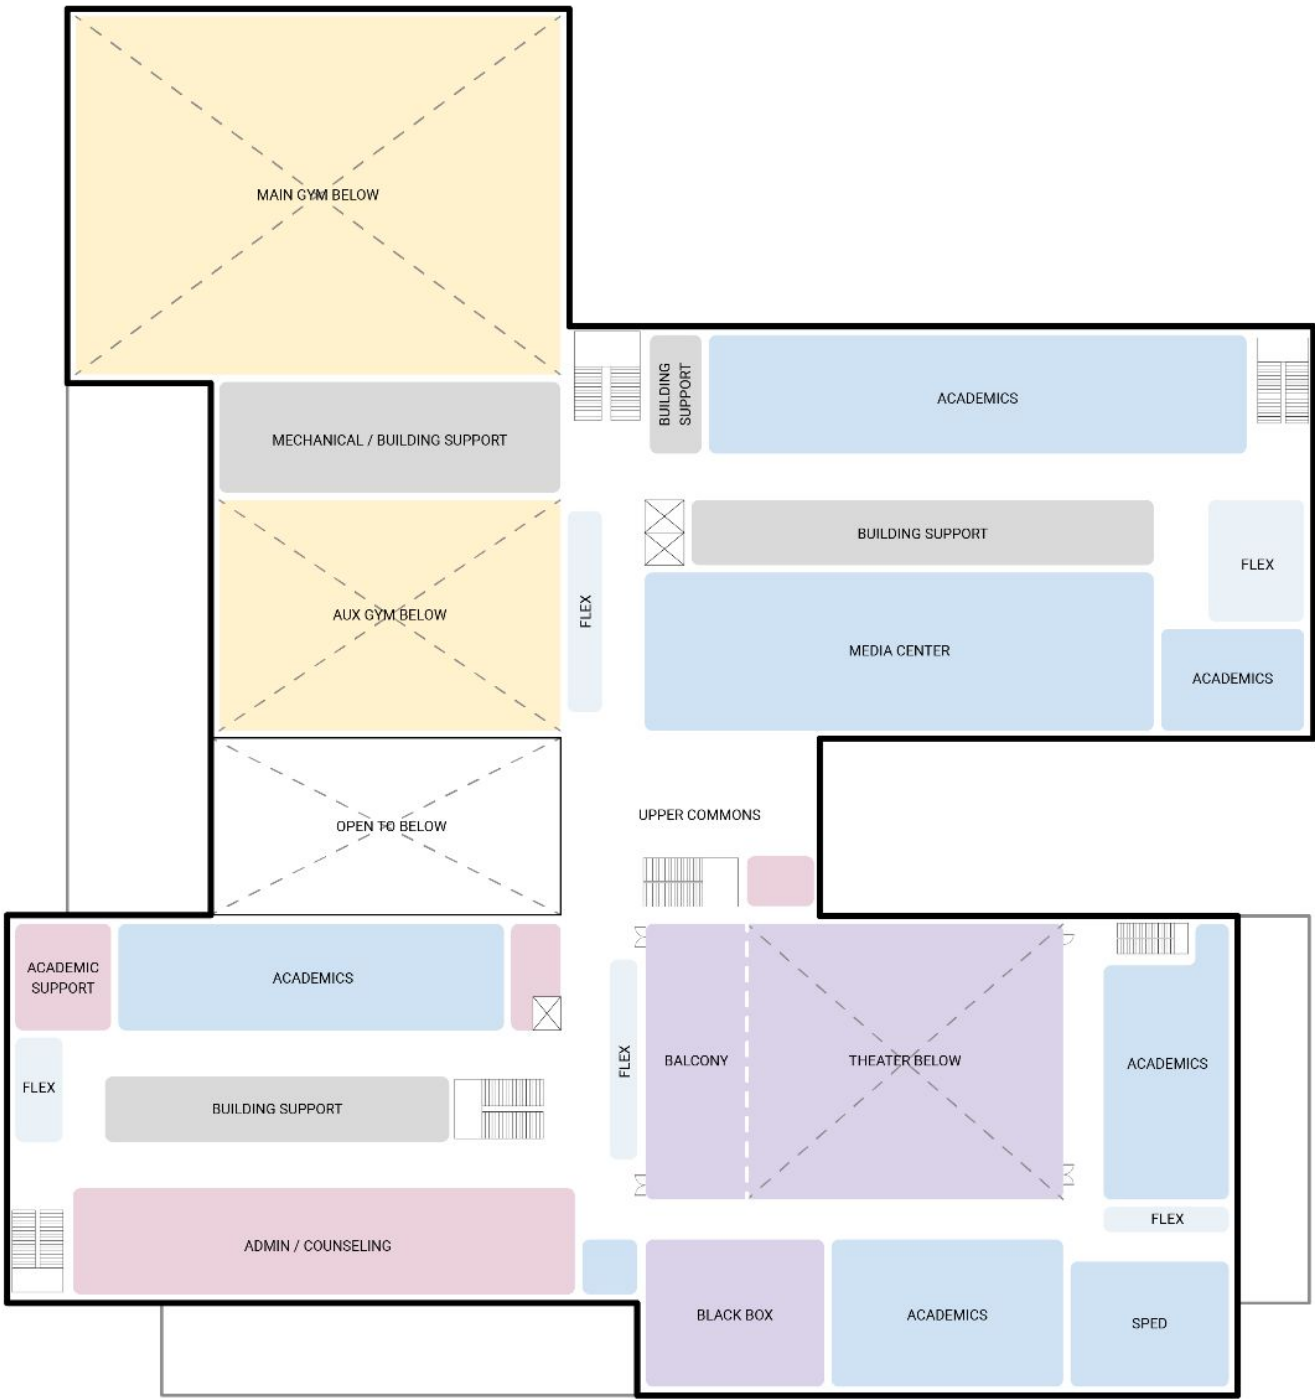 MAIN GYM BELOW
BUILDING
SUPPORT
ACADEMICS
MECHANICAL / BUILDING SUPPORT
BUILDING SUPPORT
FLEX
FLEX
AUX GYM BELOW
MEDIA CENTER
ACADEMICS
UPPER COMMONS
OPEN TO BELOW
ACADEMIC
SUPPORT
ACADEMICS
FLEX
BALCONY
THEATER BELOW
ACADEMICS
FLEX
BUILDING SUPPORT
FLEX
ADMIN / COUNSELING
BLACK BOX
ACADEMICS
SPED